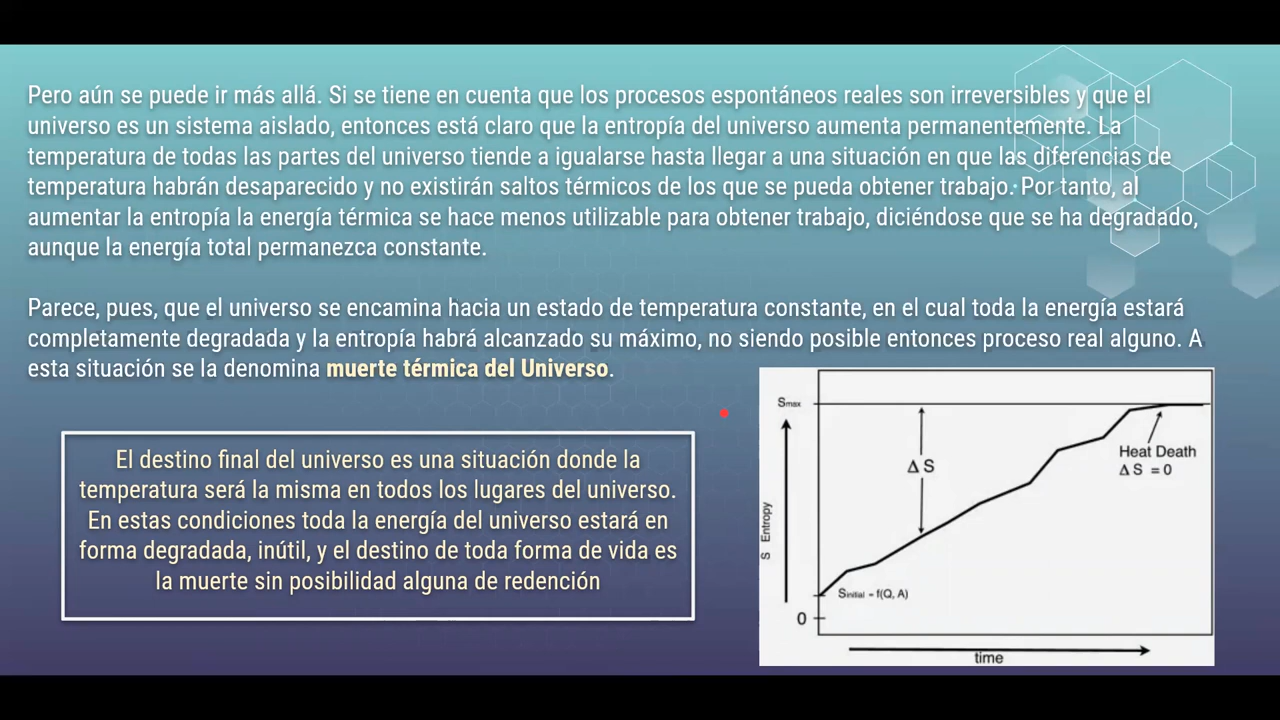 Pero aún se puede ir más allá. Si se tiene en cuenta que los procesos espontáneos reales son irreversibles y que el
universo es un sistema aislado, entonces está claro que la entropía del universo aumenta permanentemente. La
temperatura de todas las partes del universo tiende a igualarse hasta llegar a una situación en que las diferencias de
temperatura habrán desaparecido y no existirán saltos térmicos de los que se pueda obtener trabajo. Por tanto, al
aumentar la entropía la energía térmica se hace menos utilizable para obtener trabajo, diciéndose que se ha degradado,
aunque la energía total permanezca constante.
Parece, pues, que el universo se encamina hacia un estado de temperatura constante, en el cual toda la energía estará
completamente degradada y la entropía habrá alcanzado su máximo, no siendo posible entonces proceso real alguno. A
esta situación se la denomina muerte térmica del Universo.
El destino final del universo es una situación donde la
temperatura será la misma en todos los lugares del universo.
En estas condiciones toda la energía del universo estará en
forma degradada, inútil, y el destino de toda forma de vida es
la muerte sin posibilidad alguna de redención
Smax
Δ S
Heat Death
Δ S = 0
S Entropy
Sinitial = f(Q, A)
0
time